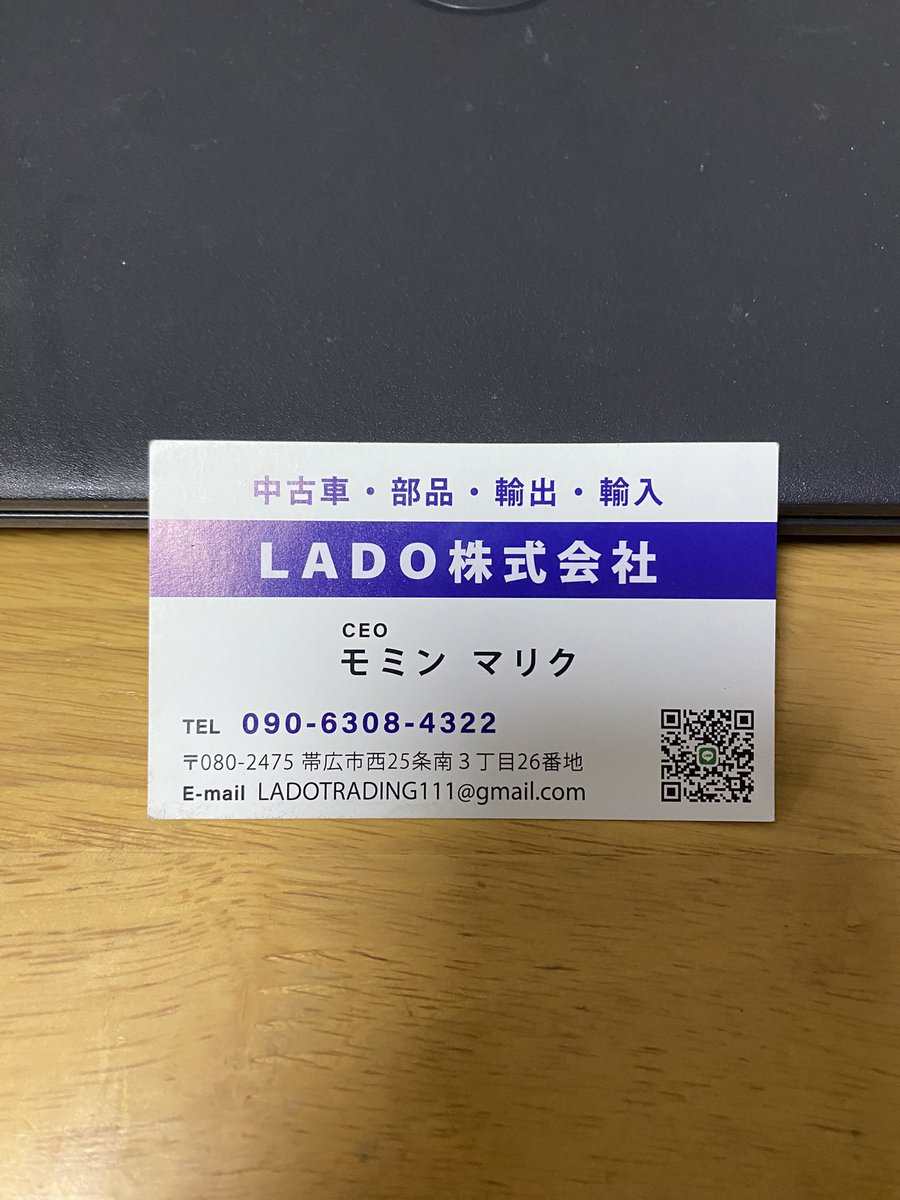 中古車・部品・輸出・輸入
LADO株式会社
CEO
モミン マリク
TEL 090-6308-4322
〒080-2475 帯広市西25条南３丁目26番地
E-mail LADOTRADING111@gmail.com